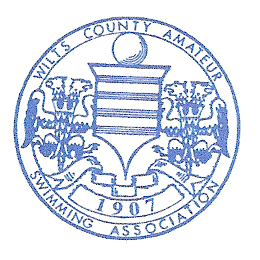 WILTS COUNTY AMATEUR
SWIMMING ASSOCIATION
1907